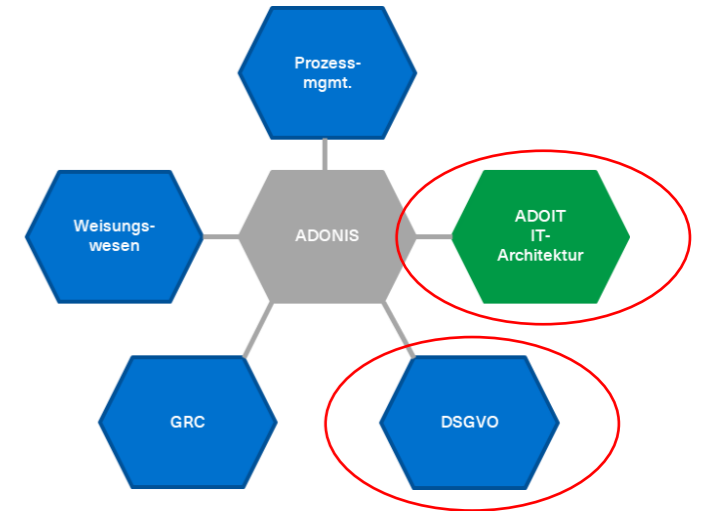 Prozess-
mgmt.
Weisungs-
wesen
ADONIS
ADOIT
IT-
Architektur
GRC
DSGVO